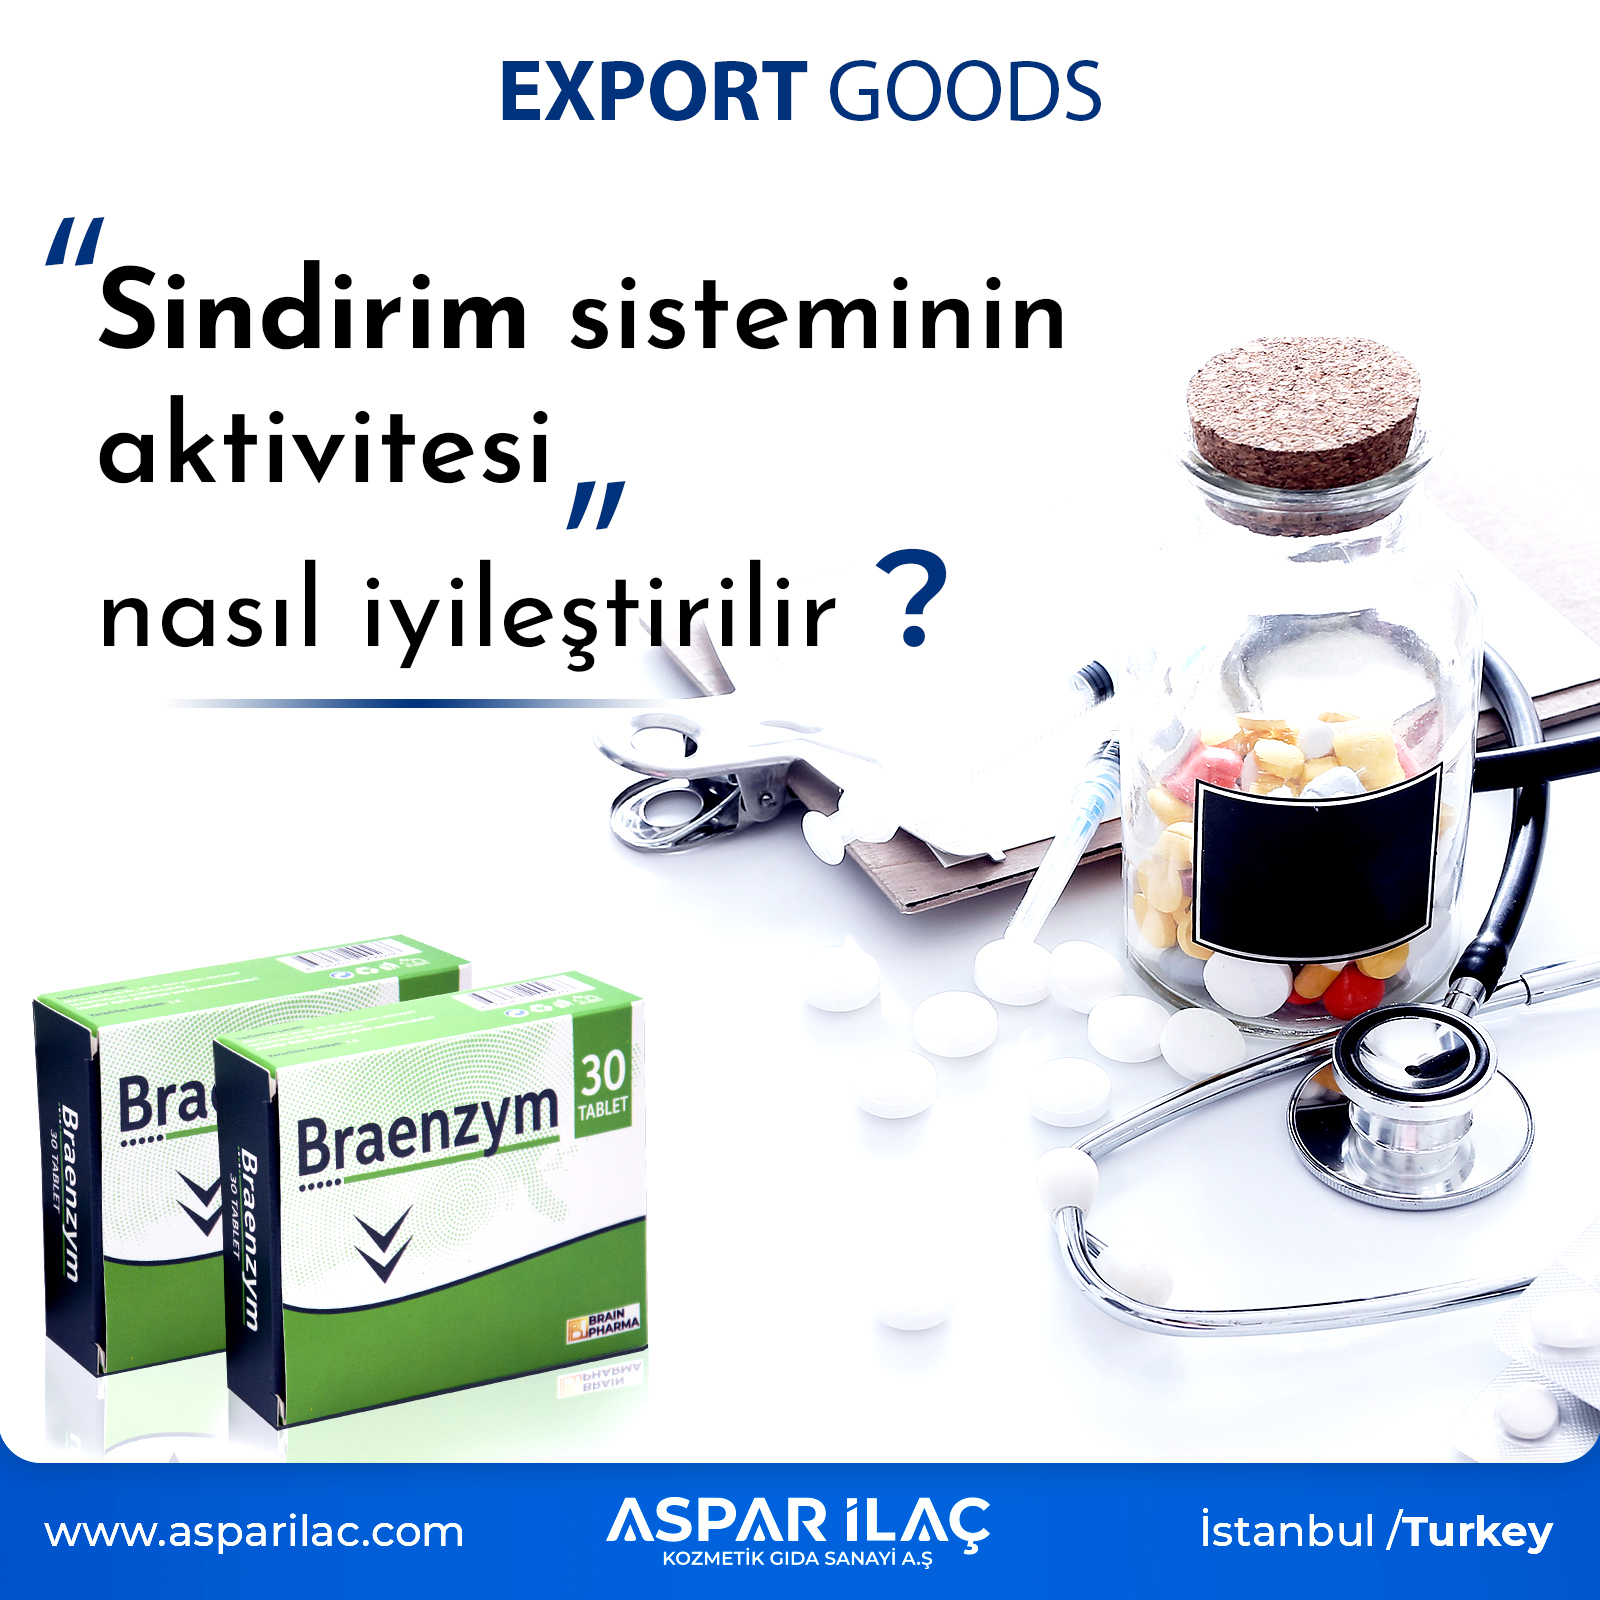 EXPORT GOODS
“Sindirim sisteminin
aktivitesi”
nasıl iyileştirilir ?
Braenzym
30 TABLET
Brae
Braenzym
30 TABLET
Braenzym
30
TABLET
BRAIN
PHARMA
www.asparilac.com
ASPAR İLAÇ
KOZMETİK GIDA SANAYİ A.Ş
İstanbul /Turkey